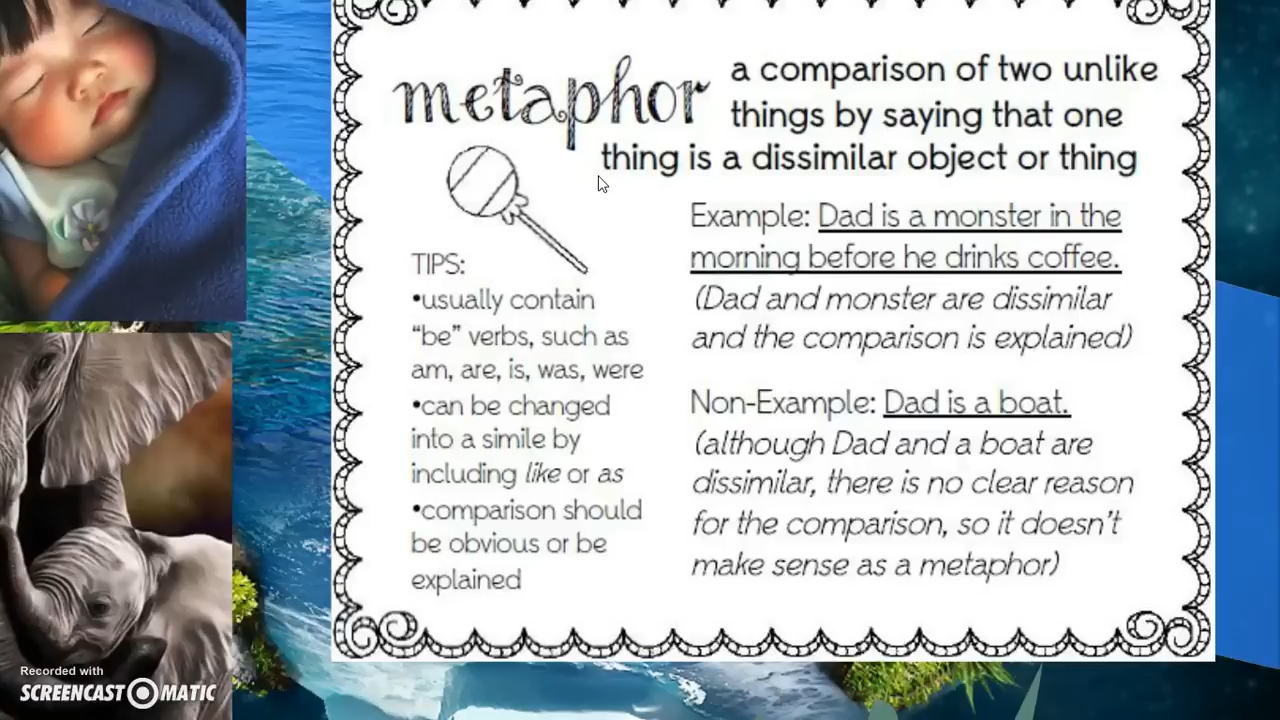 metaphor
a comparison of two unlike
things by saying that one
thing is a dissimilar object or thing
TIPS:
•usually contain
“be” verbs, such as
am, are, is, was, were
•can be changed
into a simile by
including like or as
•comparison should
be obvious or be
explained
Example: Dad is a monster in the
morning before he drinks coffee.
(Dad and monster are dissimilar
and the comparison is explained)
Non-Example: Dad is a boat.
(although Dad and a boat are
dissimilar, there is no clear reason
for the comparison, so it doesn't
make sense as a metaphor)
Recorded with
SCREENCAST MATIC